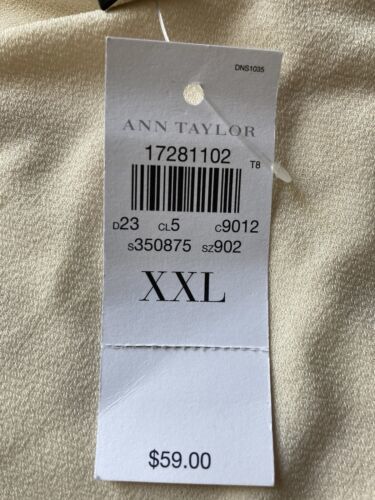 DNS1035
ANN TAYLOR
17281102
T8
D23 CL5 C9012
S350875 SZ902
XXL
$59.00